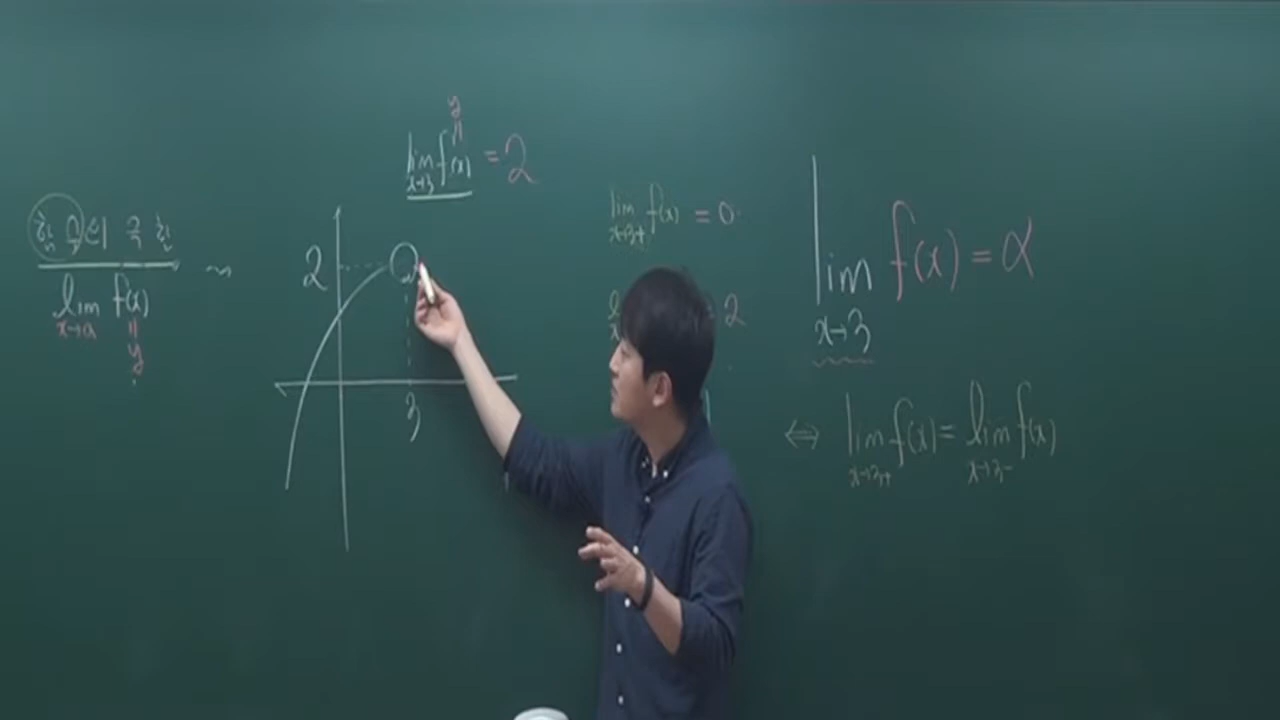 함수의 극한
lim f(x)
x→a
=
y
~
y
=
lim f(x) = 2
x→3
2
3
lim f(x) = 0
x→3+
2
lim f(x) = α
x→3
⇔ lim f(x) = lim f(x)
x→3+ x→3-